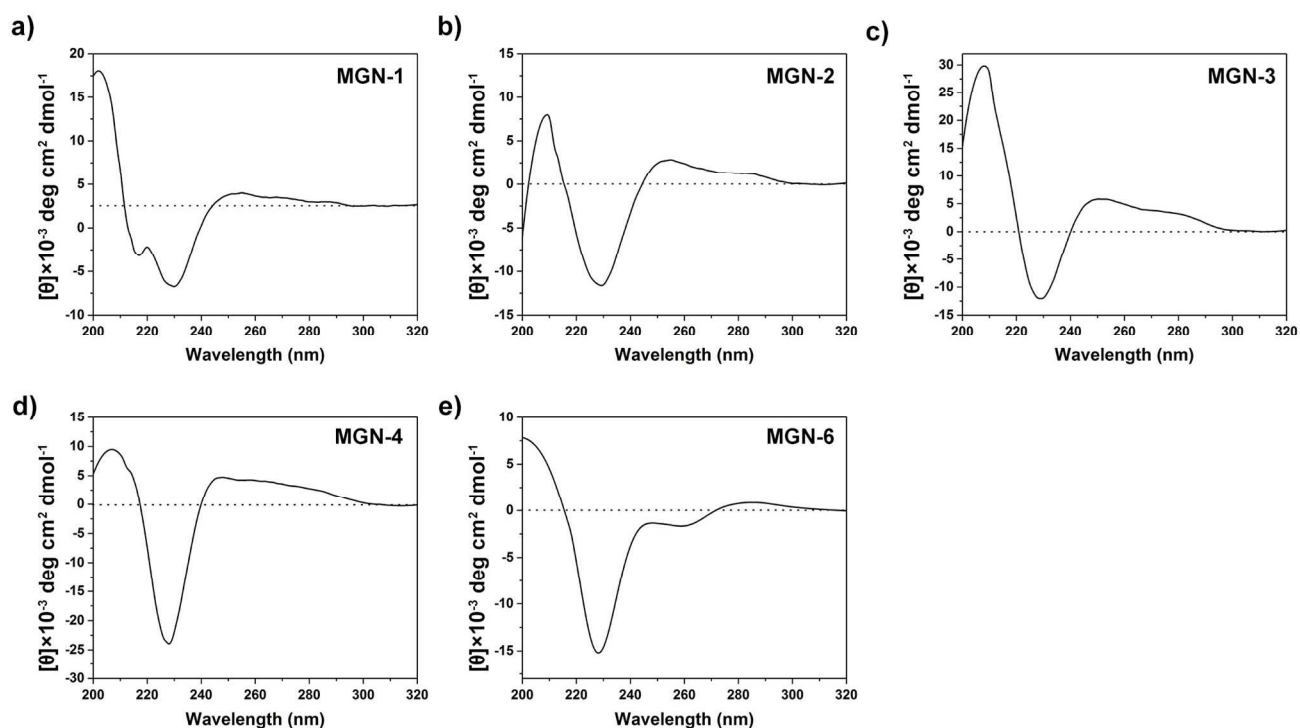 a)
MGN-1
[θ]×10⁻³ deg cm² dmol⁻¹
20
15
10
5
0
-5
-10
200 220 240 260 280 300 320
Wavelength (nm)
b)
MGN-2
[θ]×10⁻³ deg cm² dmol⁻¹
15
10
5
0
-5
-10
-15
200 220 240 260 280 300 320
Wavelength (nm)
c)
MGN-3
[θ]×10⁻³ deg cm² dmol⁻¹
30
25
20
15
10
5
0
-5
-10
-15
200 220 240 260 280 300 320
Wavelength (nm)
d)
MGN-4
[θ]×10⁻³ deg cm² dmol⁻¹
15
10
5
0
-5
-10
-15
-20
-25
-30
200 220 240 260 280 300 320
Wavelength (nm)
e)
MGN-6
[θ]×10⁻³ deg cm² dmol⁻¹
10
5
0
-5
-10
-15
200 220 240 260 280 300 320
Wavelength (nm)